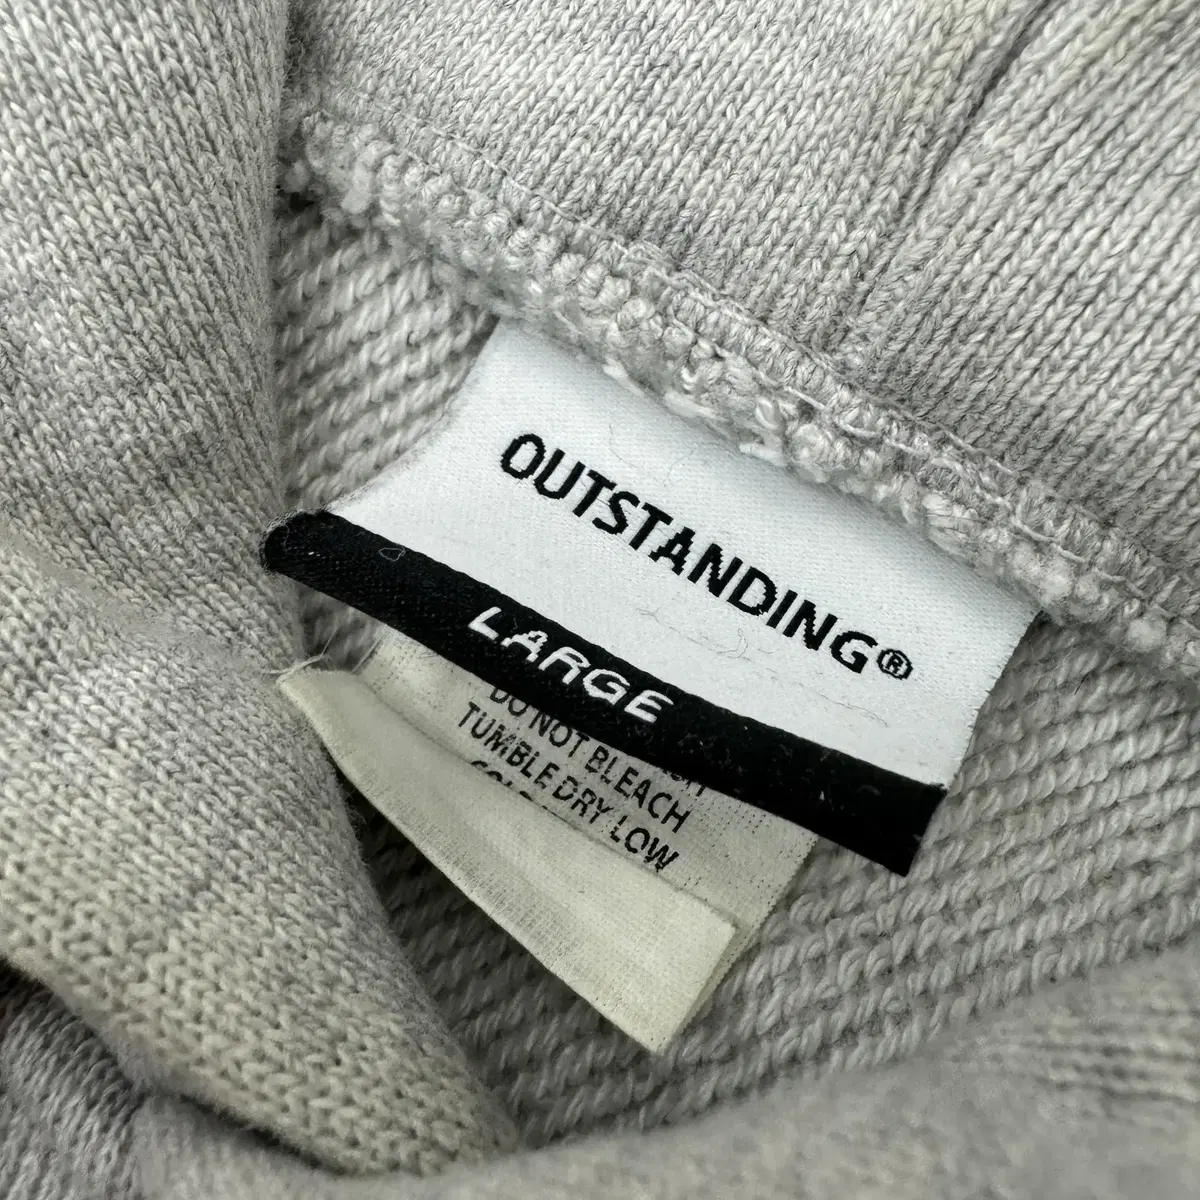 OUTSTANDING®
LARGE
DO NOT BLEACH
TUMBLE DRY LOW